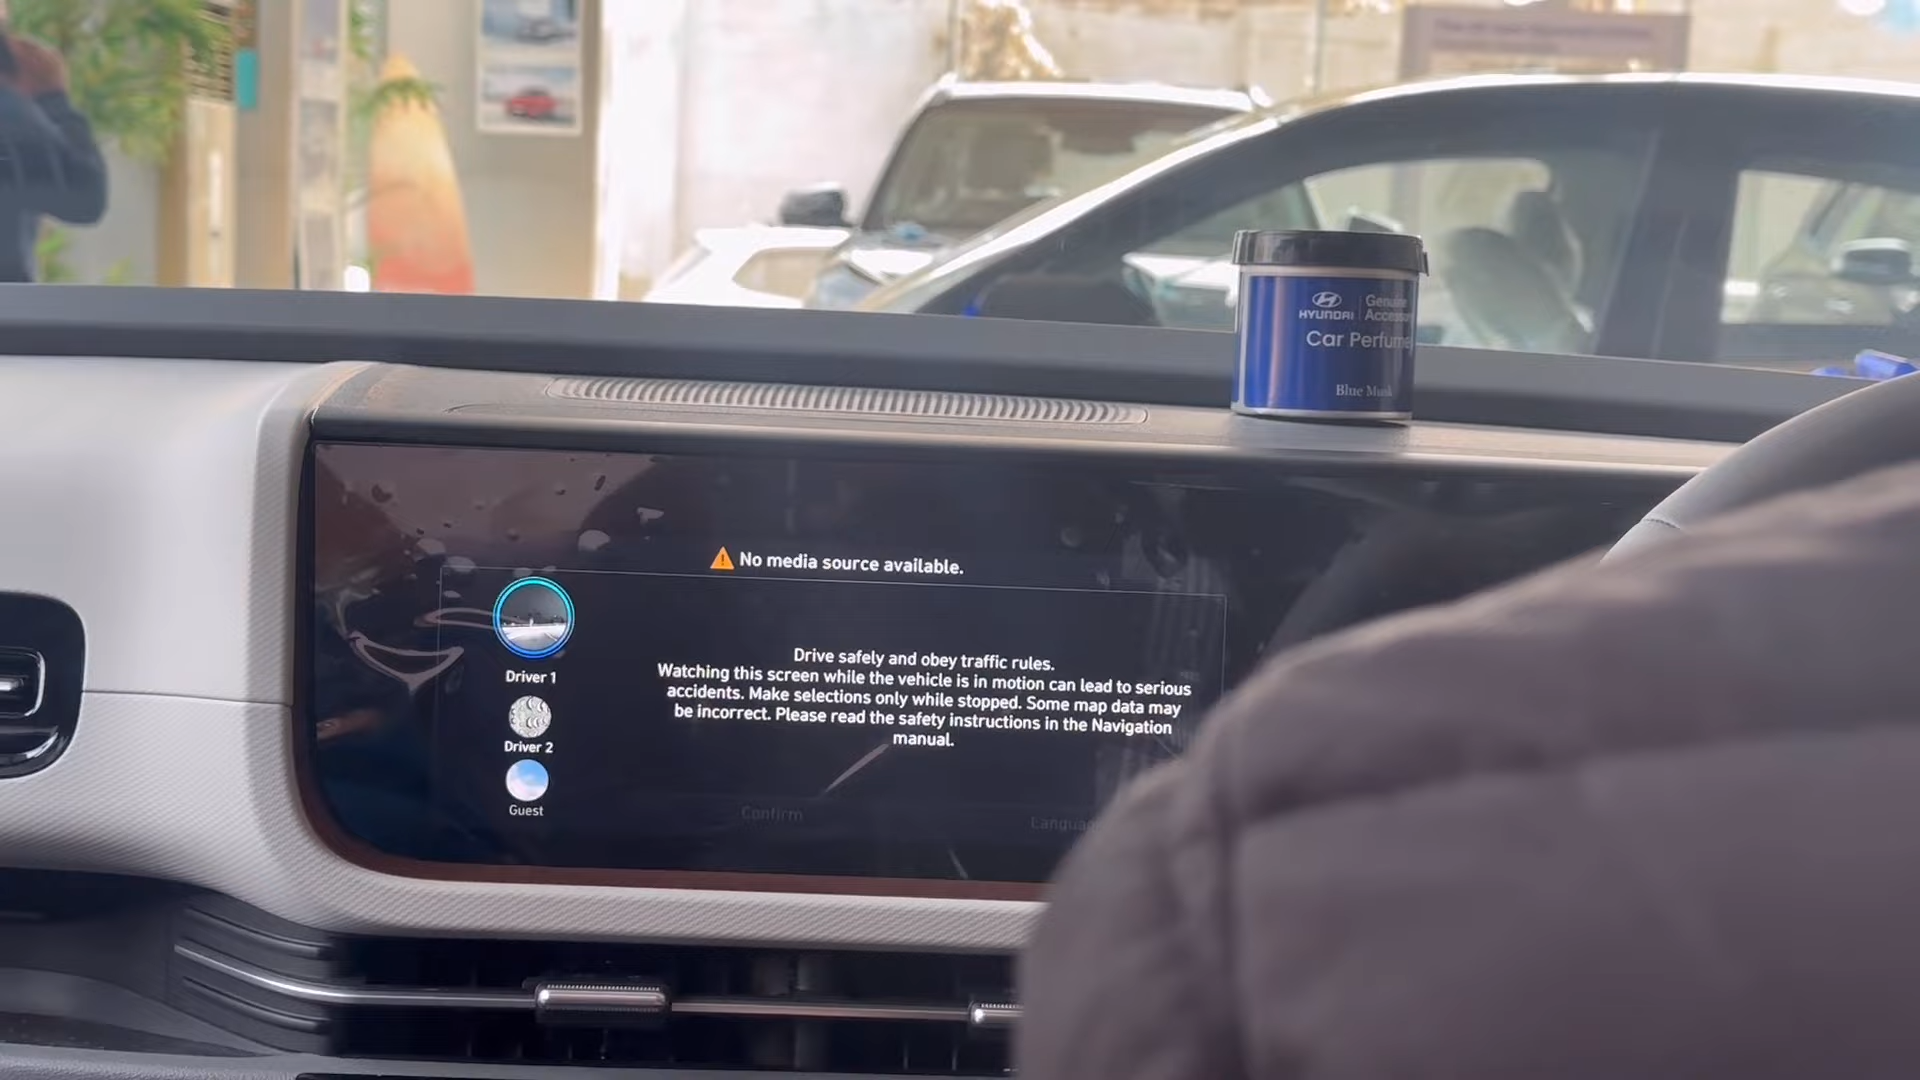 HYUNDAI
Genuine
Accessory
Car Perfume
Blue Musk
No media source available.
Driver 1
Driver 2
Guest
Drive safely and obey traffic rules.
Watching this screen while the vehicle is in motion can lead to serious
accidents. Make selections only while stopped. Some map data may
be incorrect. Please read the safety instructions in the Navigation
manual.
Confirm
Language